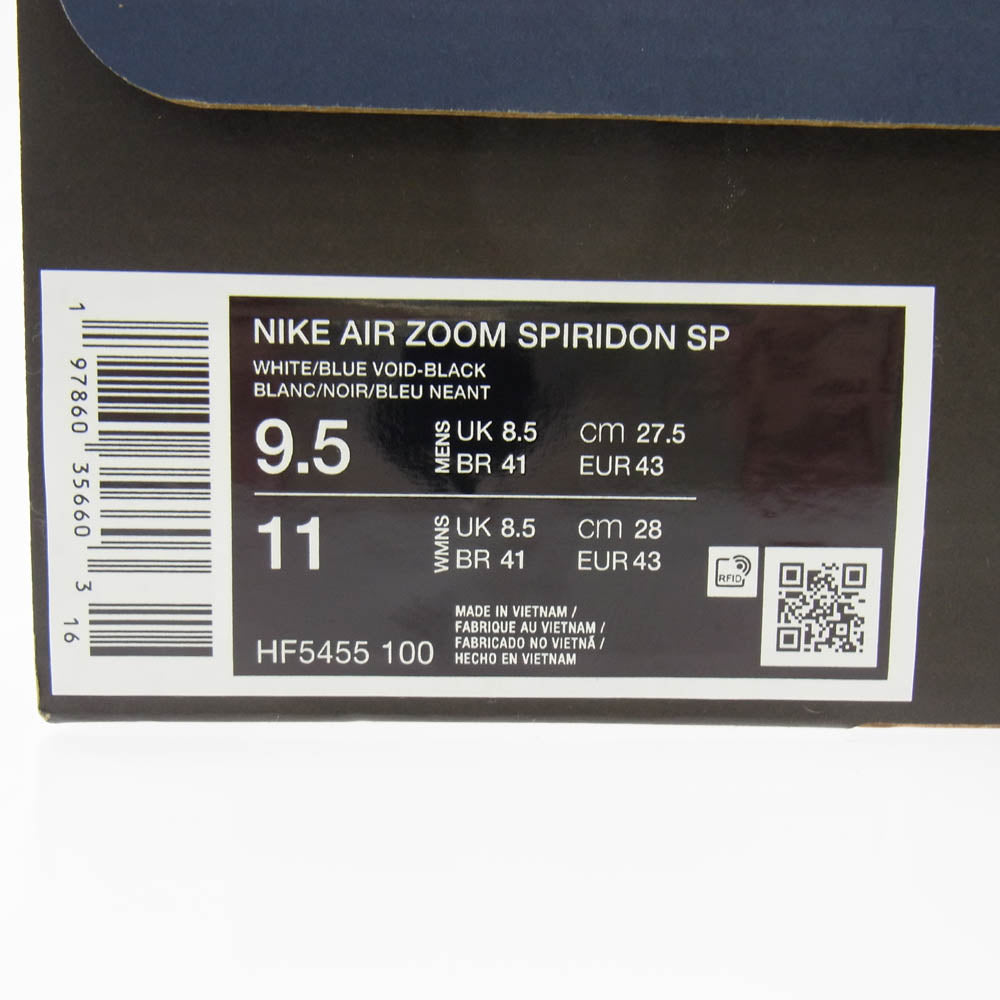 NIKE AIR ZOOM SPIRIDON SP
WHITE/BLUE VOID-BLACK
BLANC/NOIR/BLEU NEANT
9.5
MENS
UK 8.5 CM 27.5
BR 41 EUR 43
11
WMNS
UK 8.5 CM 28
BR 41 EUR 43
RFID
MADE IN VIETNAM /
FABRIQUE AU VIETNAM /
FABRICADO NO VIETNÃ /
HECHO EN VIETNAM
HF5455 100
1 97860 35660 3 16